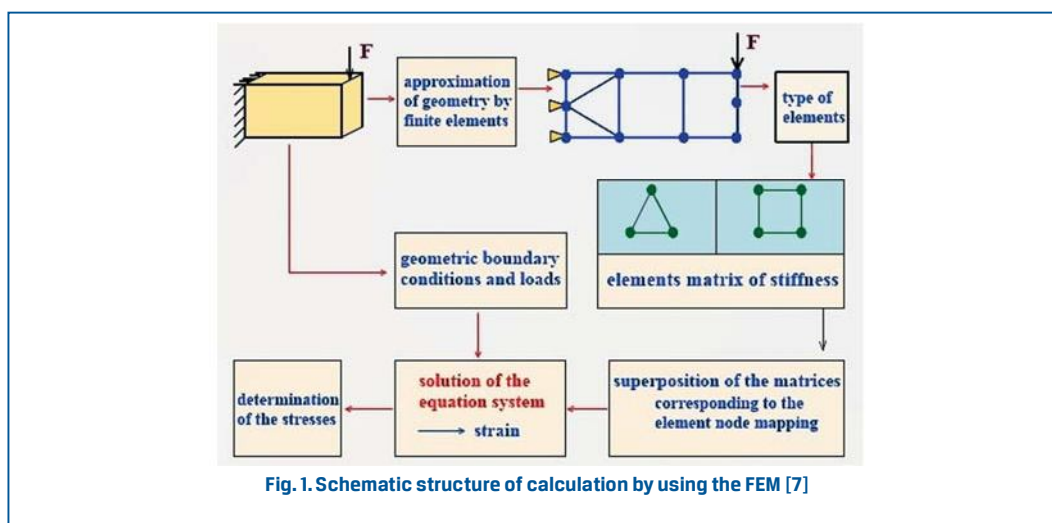 F
approximation
of geometry by
finite elements
F
type of
elements
elements matrix of stiffness
geometric boundary
conditions and loads
superposition of the matrices
corresponding to the
element node mapping
solution of the
equation system
strain
determination
of the stresses
Fig. 1. Schematic structure of calculation by using the FEM [7]